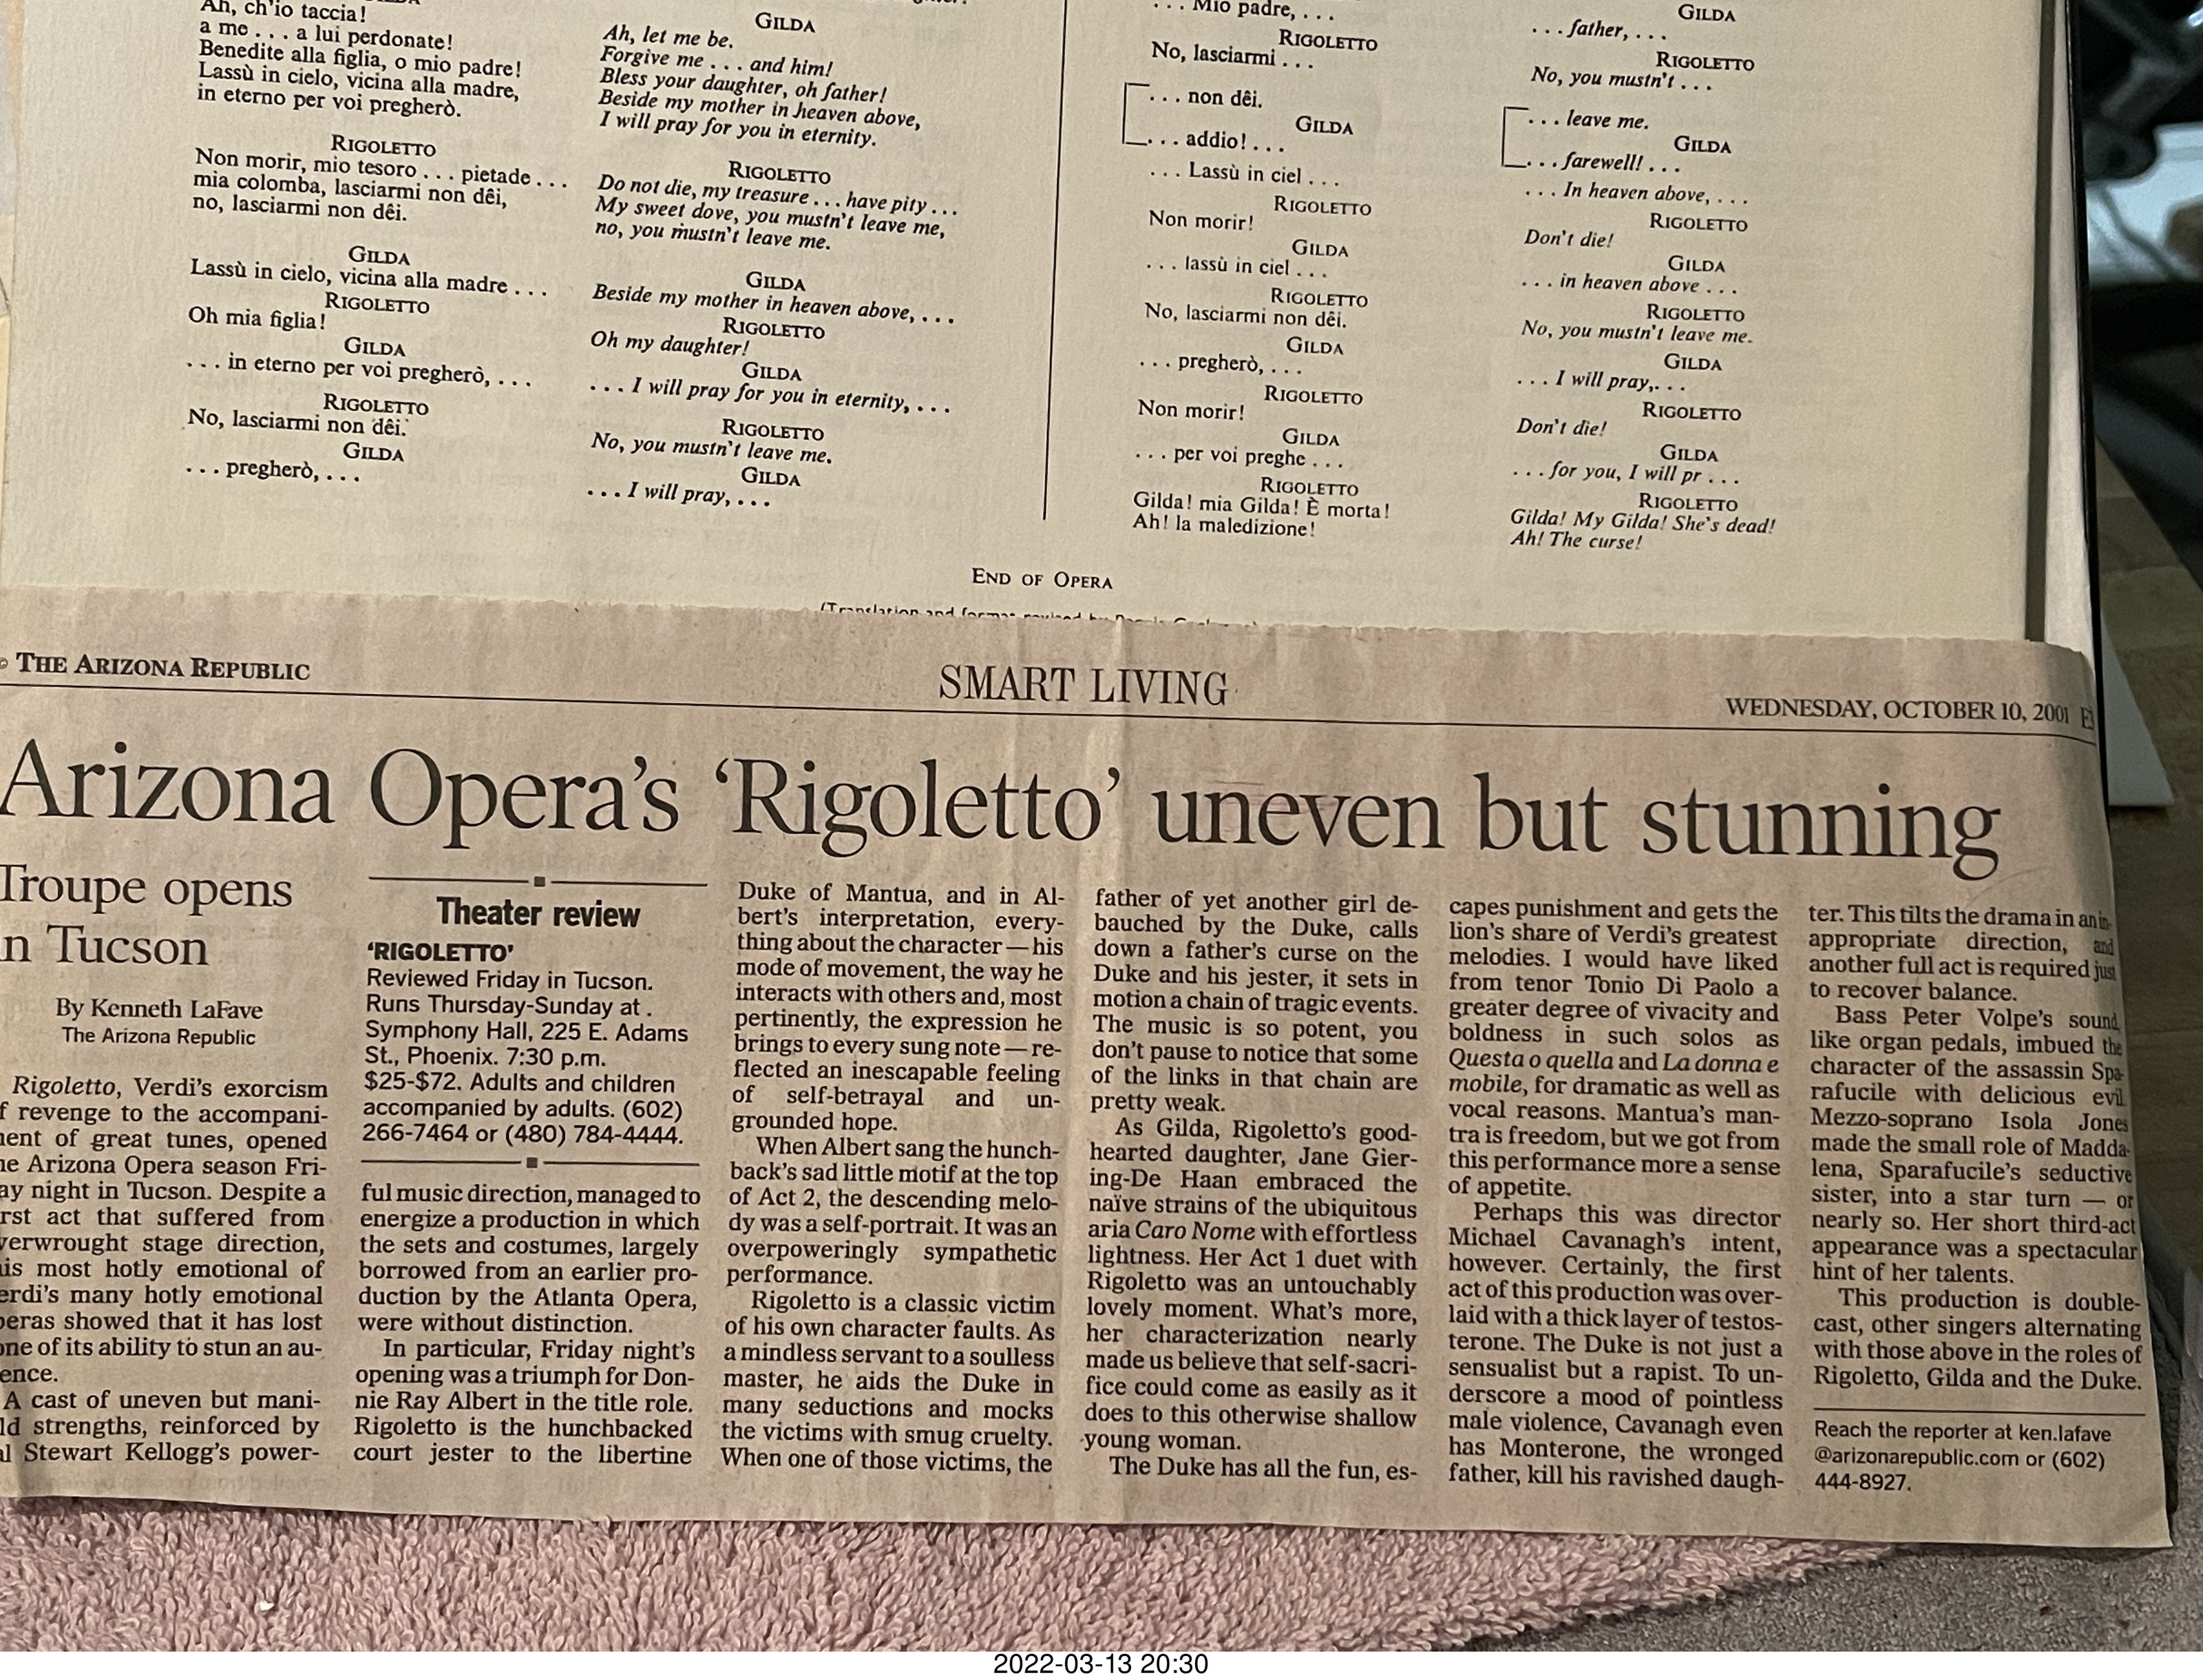 Ah, ch'io taccia!
a me . . . a lui perdonate!
Benedite alla figlia, o mio padre!
Lassù in cielo, vicina alla madre,
in eterno per voi pregherò.
RIGOLETTO
Non morir, mio tesoro . . . pietade . . .
mia colomba, lasciarmi non dêi,
no, lasciarmi non dêi.
GILDA
Lassù in cielo, vicina alla madre . . .
RIGOLETTO
Oh mia figlia!
GILDA
. . . in eterno per voi pregherò, . . .
RIGOLETTO
No, lasciarmi non dêi.
GILDA
. . . pregherò, . . .
GILDA
Ah, let me be.
Forgive me . . . and him!
Bless your daughter, oh father!
Beside my mother in heaven above,
I will pray for you in eternity.
RIGOLETTO
Do not die, my treasure . . . have pity . . .
My sweet dove, you mustn't leave me,
no, you mustn't leave me.
GILDA
Beside my mother in heaven above, . . .
RIGOLETTO
Oh my daughter!
GILDA
. . . I will pray for you in eternity, . . .
RIGOLETTO
No, you mustn't leave me.
GILDA
. . . I will pray, . . .
. . . Mio padre, . . .
RIGOLETTO
No, lasciarmi . . .
. . . non dêi.
GILDA
. . . addio! . . .
. . . Lassù in ciel . . .
RIGOLETTO
Non morir!
GILDA
. . . lassù in ciel . . .
RIGOLETTO
No, lasciarmi non dêi.
GILDA
. . . pregherò, . . .
RIGOLETTO
Non morir!
GILDA
. . . per voi preghe . . .
RIGOLETTO
Gilda! mia Gilda! È morta!
Ah! la maledizione!
GILDA
. . . father, . . .
RIGOLETTO
No, you mustn't . . .
. . . leave me.
GILDA
. . . farewell! . . .
. . . In heaven above, . . .
RIGOLETTO
Don't die!
GILDA
. . . in heaven above . . .
RIGOLETTO
No, you mustn't leave me.
GILDA
. . . I will pray, . . .
RIGOLETTO
Don't die!
GILDA
. . . for you, I will pr . . .
RIGOLETTO
Gilda! My Gilda! She's dead!
Ah! The curse!
END OF OPERA
(Translation and format revised by
THE ARIZONA REPUBLIC
SMART LIVING
WEDNESDAY, OCTOBER 10, 2001 E3
Arizona Opera's 'Rigoletto' uneven but stunning
Troupe opens
in Tucson
By Kenneth LaFave
The Arizona Republic
Rigoletto, Verdi's exorcism
f revenge to the accompani-
ment of great tunes, opened
he Arizona Opera season Fri-
ay night in Tucson. Despite a
rst act that suffered from
verwrought stage direction,
his most hotly emotional of
erdi's many hotly emotional
peras showed that it has lost
one of its ability to stun an au-
ence.
A cast of uneven but mani-
ld strengths, reinforced by
al Stewart Kellogg's power-
Theater review
'RIGOLETTO'
Reviewed Friday in Tucson.
Runs Thursday-Sunday at
Symphony Hall, 225 E. Adams
St., Phoenix. 7:30 p.m.
$25-$72. Adults and children
accompanied by adults. (602)
266-7464 or (480) 784-4444.
ful music direction, managed to
energize a production in which
the sets and costumes, largely
borrowed from an earlier pro-
duction by the Atlanta Opera,
were without distinction.
In particular, Friday night's
opening was a triumph for Don-
nie Ray Albert in the title role.
Rigoletto is the hunchbacked
court jester to the libertine
Duke of Mantua, and in Al-
bert's interpretation, every-
thing about the character — his
mode of movement, the way he
interacts with others and, most
pertinently, the expression he
brings to every sung note — re-
flected an inescapable feeling
of self-betrayal and un-
grounded hope.
When Albert sang the hunch-
back's sad little motif at the top
of Act 2, the descending melo-
dy was a self-portrait. It was an
overpoweringly sympathetic
performance.
Rigoletto is a classic victim
of his own character faults. As
a mindless servant to a soulless
master, he aids the Duke in
many seductions and mocks
the victims with smug cruelty.
When one of those victims, the
father of yet another girl de-
bauched by the Duke, calls
down a father's curse on the
Duke and his jester, it sets in
motion a chain of tragic events.
The music is so potent, you
don't pause to notice that some
of the links in that chain are
pretty weak.
As Gilda, Rigoletto's good-
hearted daughter, Jane Gier-
ing-De Haan embraced the
naïve strains of the ubiquitous
aria Caro Nome with effortless
lightness. Her Act 1 duet with
Rigoletto was an untouchably
lovely moment. What's more,
her characterization nearly
made us believe that self-sacri-
fice could come as easily as it
does to this otherwise shallow
young woman.
The Duke has all the fun, es-
capes punishment and gets the
lion's share of Verdi's greatest
melodies. I would have liked
from tenor Tonio Di Paolo a
greater degree of vivacity and
boldness in such solos as
Questa o quella and La donna e
mobile, for dramatic as well as
vocal reasons. Mantua's man-
tra is freedom, but we got from
this performance more a sense
of appetite.
Perhaps this was director
Michael Cavanagh's intent,
however. Certainly, the first
act of this production was over-
laid with a thick layer of testos-
terone. The Duke is not just a
sensualist but a rapist. To un-
derscore a mood of pointless
male violence, Cavanagh even
has Monterone, the wronged
father, kill his ravished daugh-
ter. This tilts the drama in an in-
appropriate direction, and
another full act is required just
to recover balance.
Bass Peter Volpe's sound,
like organ pedals, imbued the
character of the assassin Spa-
rafucile with delicious evil.
Mezzo-soprano Isola Jones
made the small role of Madda-
lena, Sparafucile's seductive
sister, into a star turn — or
nearly so. Her short third-act
appearance was a spectacular
hint of her talents.
This production is double-
cast, other singers alternating
with those above in the roles of
Rigoletto, Gilda and the Duke.
Reach the reporter at ken.lafave
@arizonarepublic.com or (602)
444-8927.
2022-03-13 20:30